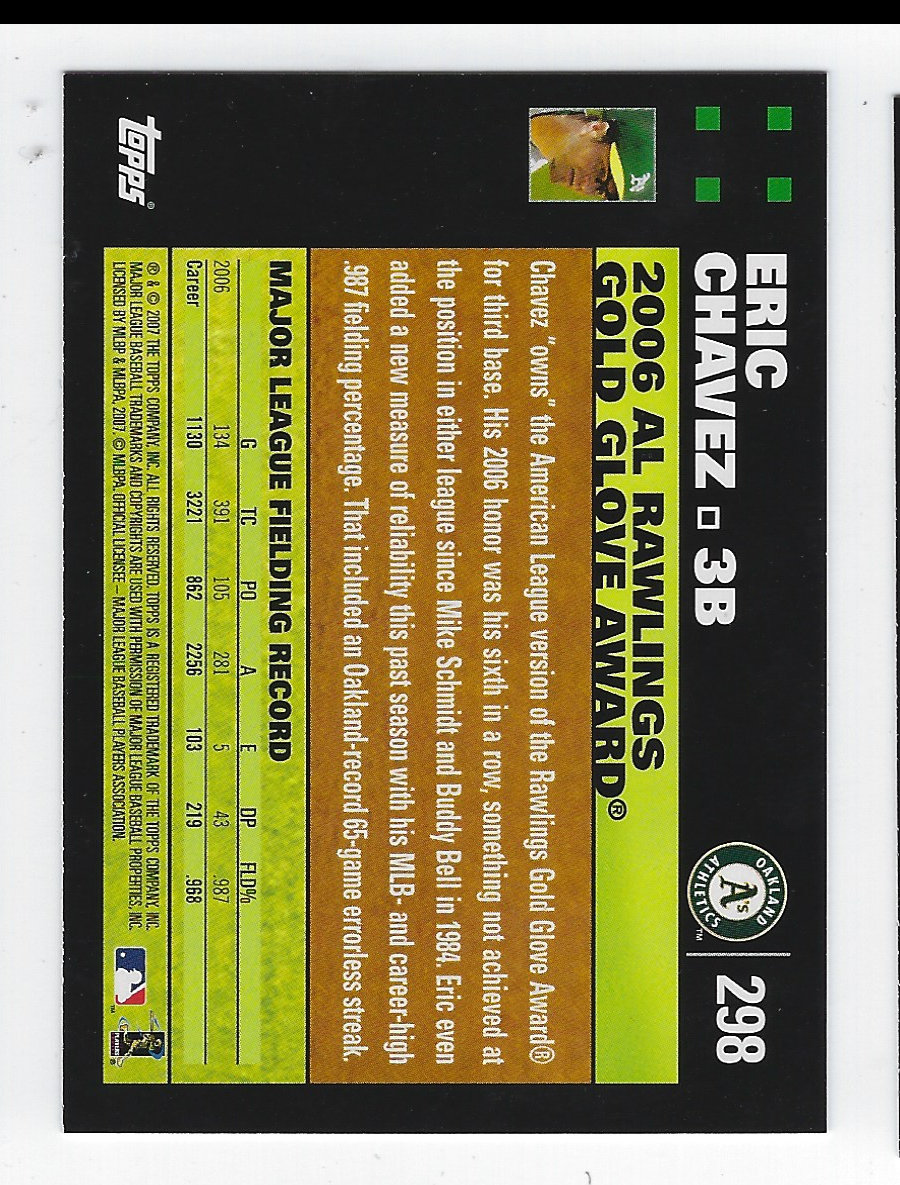 ERIC
CHAVEZ 3B
OAKLAND
A's
ATHLETICS
™
298
2006 AL RAWLINGS
GOLD GLOVE AWARD®
Chavez "owns" the American League version of the Rawlings Gold Glove Award®
for third base. His 2006 honor was his sixth in a row, something not achieved at
the position in either league since Mike Schmidt and Buddy Bell in 1984. Eric even
added a new measure of reliability this past season with his MLB- and career-high
.987 fielding percentage. That included an Oakland-record 65-game errorless streak.
MAJOR LEAGUE FIELDING RECORD
G TC PO A E DP FLD%
2006 134 391 105 281 5 43 .987
Career 1130 3221 862 2256 103 219 .968
® & © 2007 THE TOPPS COMPANY, INC. ALL RIGHTS RESERVED. TOPPS IS A REGISTERED TRADEMARK OF THE TOPPS COMPANY, INC.
MAJOR LEAGUE BASEBALL TRADEMARKS AND COPYRIGHTS ARE USED WITH PERMISSION OF MAJOR LEAGUE BASEBALL PROPERTIES, INC.
LICENSED BY MLBP & MLBPA, 2007 © MLBPA. OFFICIAL LICENSEE – MAJOR LEAGUE BASEBALL PLAYERS ASSOCIATION.
topps®